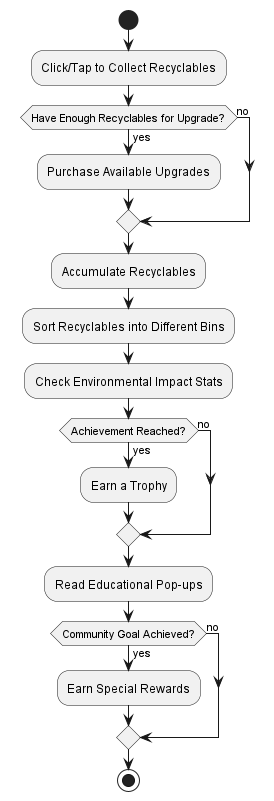 Click/Tap to Collect Recyclables
Have Enough Recyclables for Upgrade?
no
yes
Purchase Available Upgrades
Accumulate Recyclables
Sort Recyclables into Different Bins
Check Environmental Impact Stats
Achievement Reached?
no
yes
Earn a Trophy
Read Educational Pop-ups
Community Goal Achieved?
no
yes
Earn Special Rewards